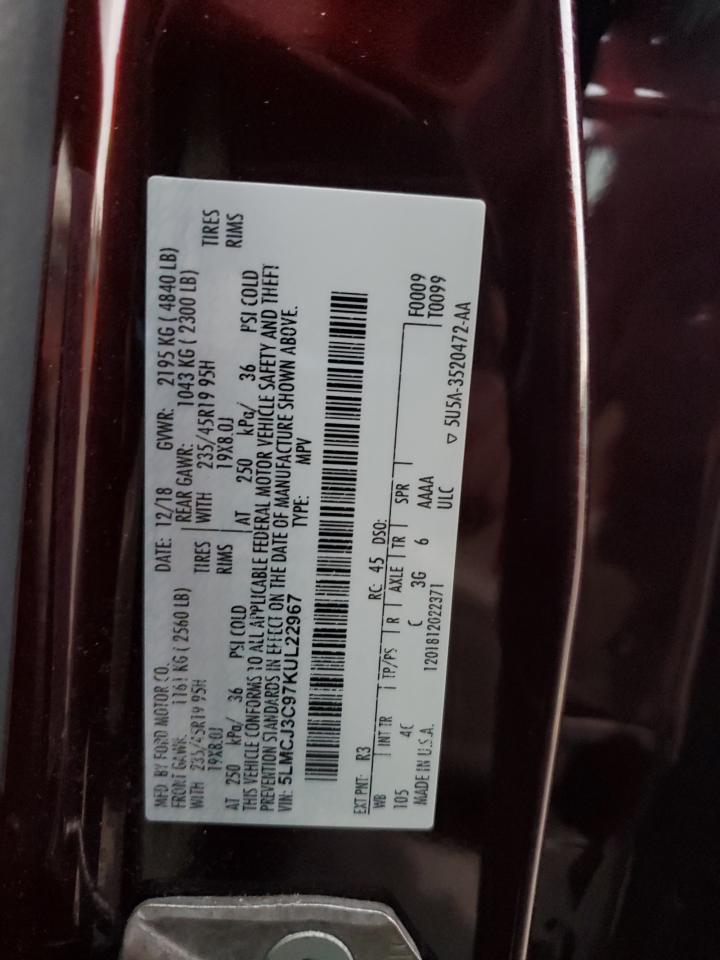 MFD BY FORD MOTOR CO.
DATE: 12/18 GVWR: 2195 KG ( 4840 LB)
FRONT GAWR: 1161 KG ( 2560 LB) REAR GAWR: 1043 KG ( 2300 LB)
WITH 235/45R19 95H TIRES WITH 235/45R19 95H TIRES
19X8.0J RIMS 19X8.0J RIMS
AT 250 kPa/ 36 PSI COLD AT 250 kPa/ 36 PSI COLD
THIS VEHICLE CONFORMS TO ALL APPLICABLE FEDERAL MOTOR VEHICLE SAFETY AND THEFT
PREVENTION STANDARDS IN EFFECT ON THE DATE OF MANUFACTURE SHOWN ABOVE.
VIN: 5LMCJ3C97KUL22967 TYPE: MPV
EXT PNT: R3 RC: 45 DSO: F0009
WB INT TR TP/PS R AXLE TR SPR T0099
105 4C C 3G 6 AAAA
MADE IN U.S.A. 1201812G22371 ULC ▽ 5U5A-3520472-AA